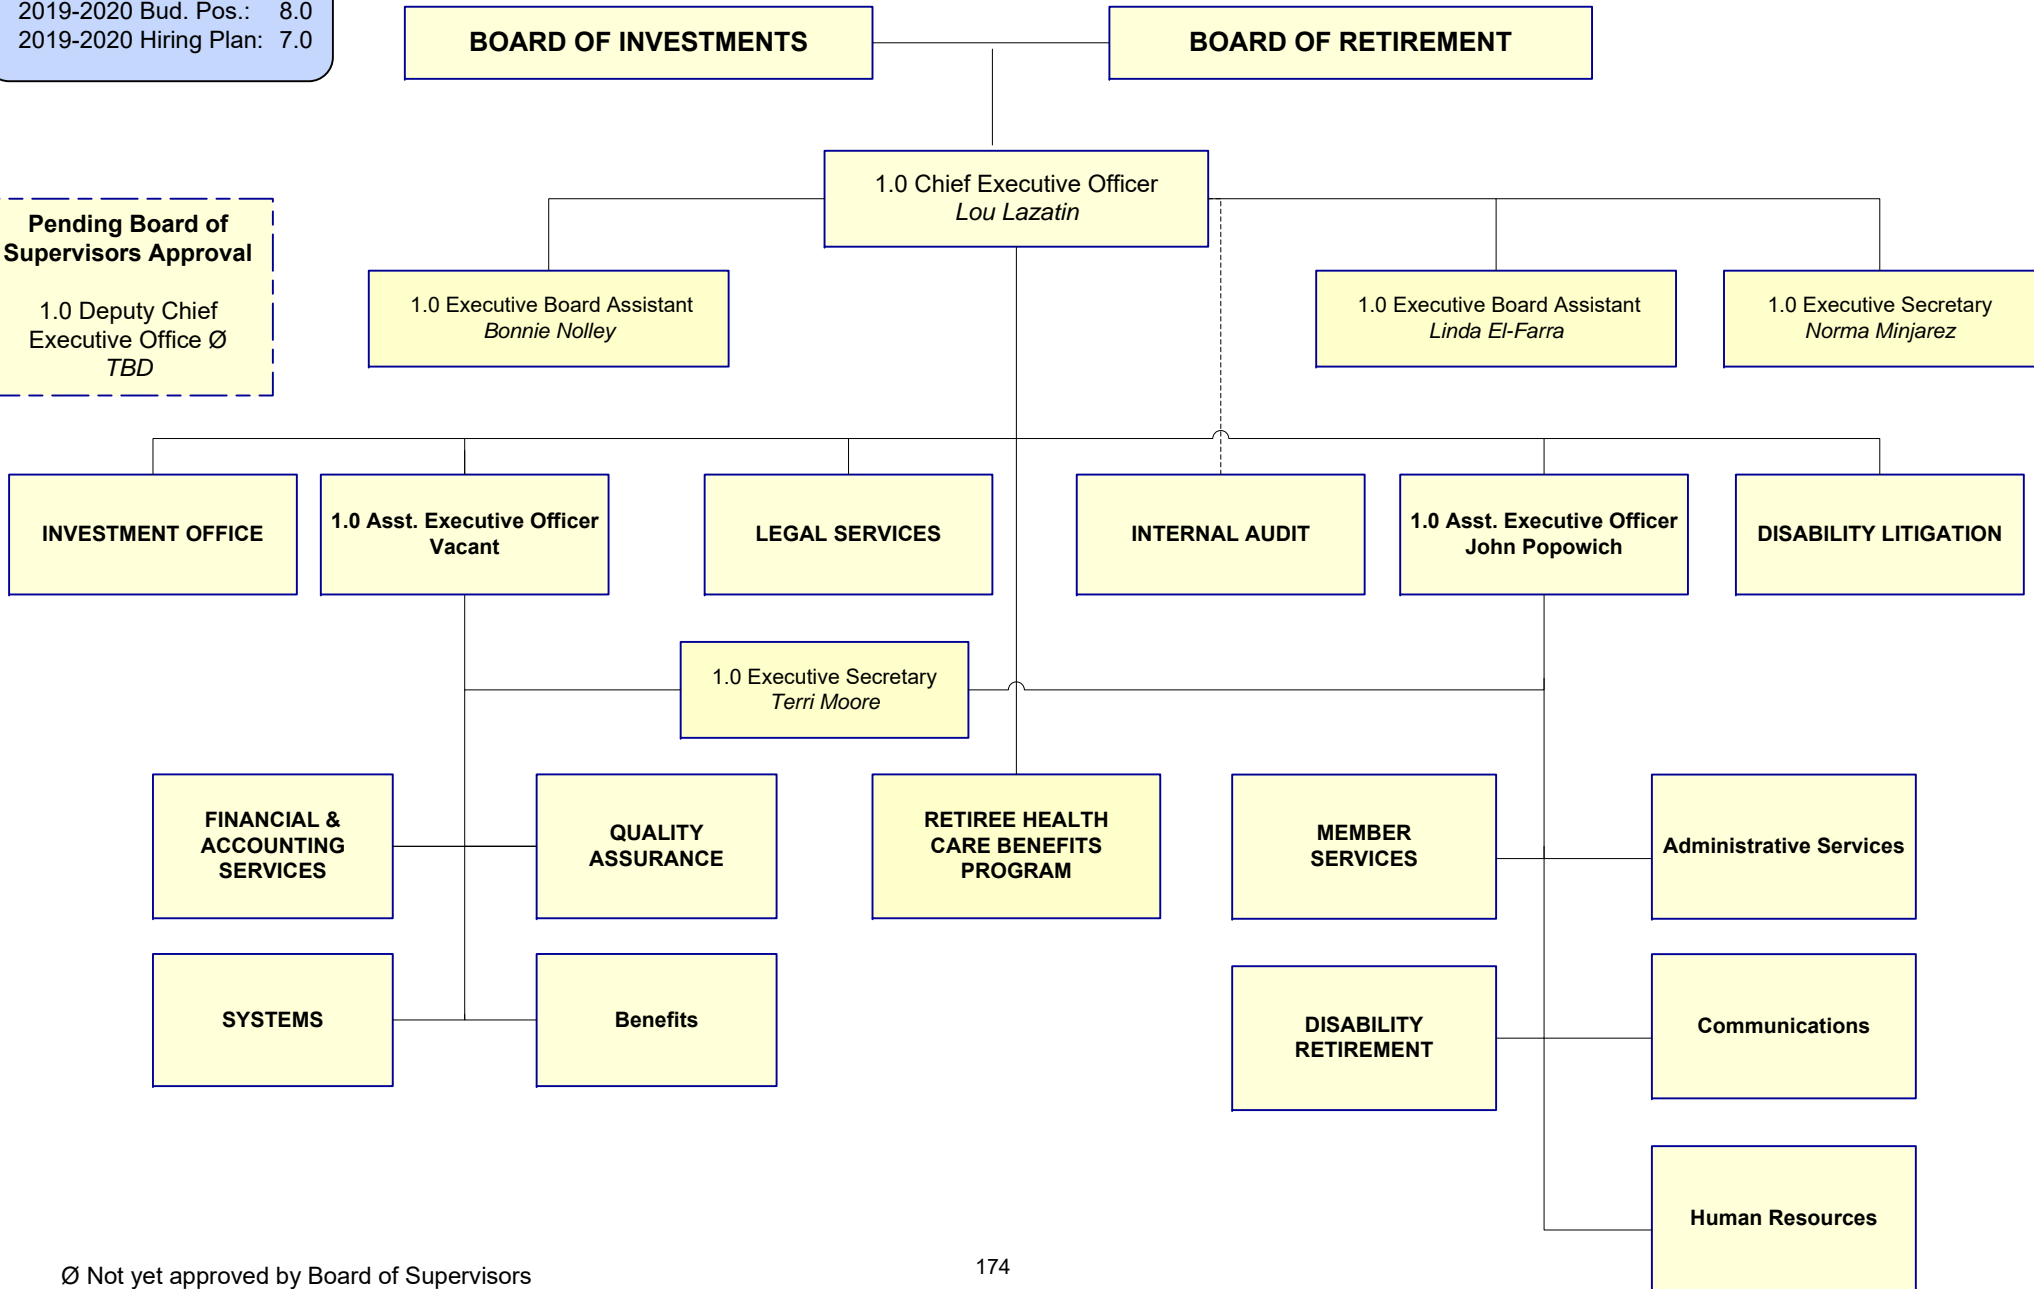 2019-2020 Bud. Pos.: 8.0
2019-2020 Hiring Plan: 7.0
BOARD OF INVESTMENTS
BOARD OF RETIREMENT
1.0 Chief Executive Officer
Lou Lazatin
Pending Board of
Supervisors Approval
1.0 Deputy Chief
Executive Office Ø
TBD
1.0 Executive Board Assistant
Bonnie Nolley
1.0 Executive Board Assistant
Linda El-Farra
1.0 Executive Secretary
Norma Minjarez
INVESTMENT OFFICE
1.0 Asst. Executive Officer
Vacant
LEGAL SERVICES
INTERNAL AUDIT
1.0 Asst. Executive Officer
John Popowich
DISABILITY LITIGATION
1.0 Executive Secretary
Terri Moore
FINANCIAL &
ACCOUNTING
SERVICES
QUALITY
ASSURANCE
RETIREE HEALTH
CARE BENEFITS
PROGRAM
MEMBER
SERVICES
Administrative Services
SYSTEMS
Benefits
DISABILITY
RETIREMENT
Communications
Human Resources
Ø Not yet approved by Board of Supervisors
174